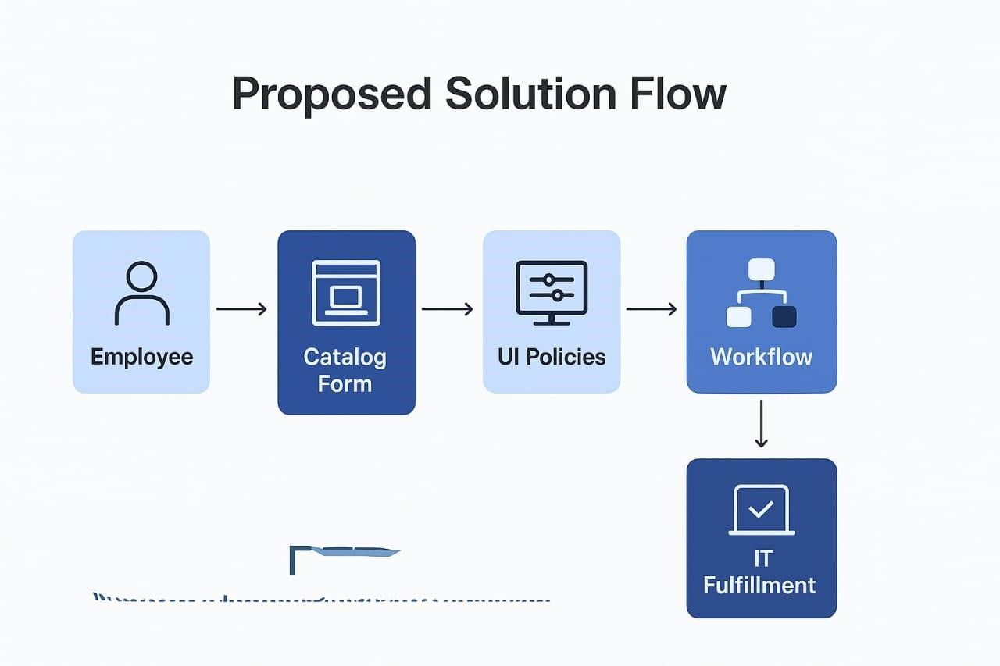 Proposed Solution Flow
Employee
Catalog
Form
UI Policies
Workflow
IT
Fulfillment